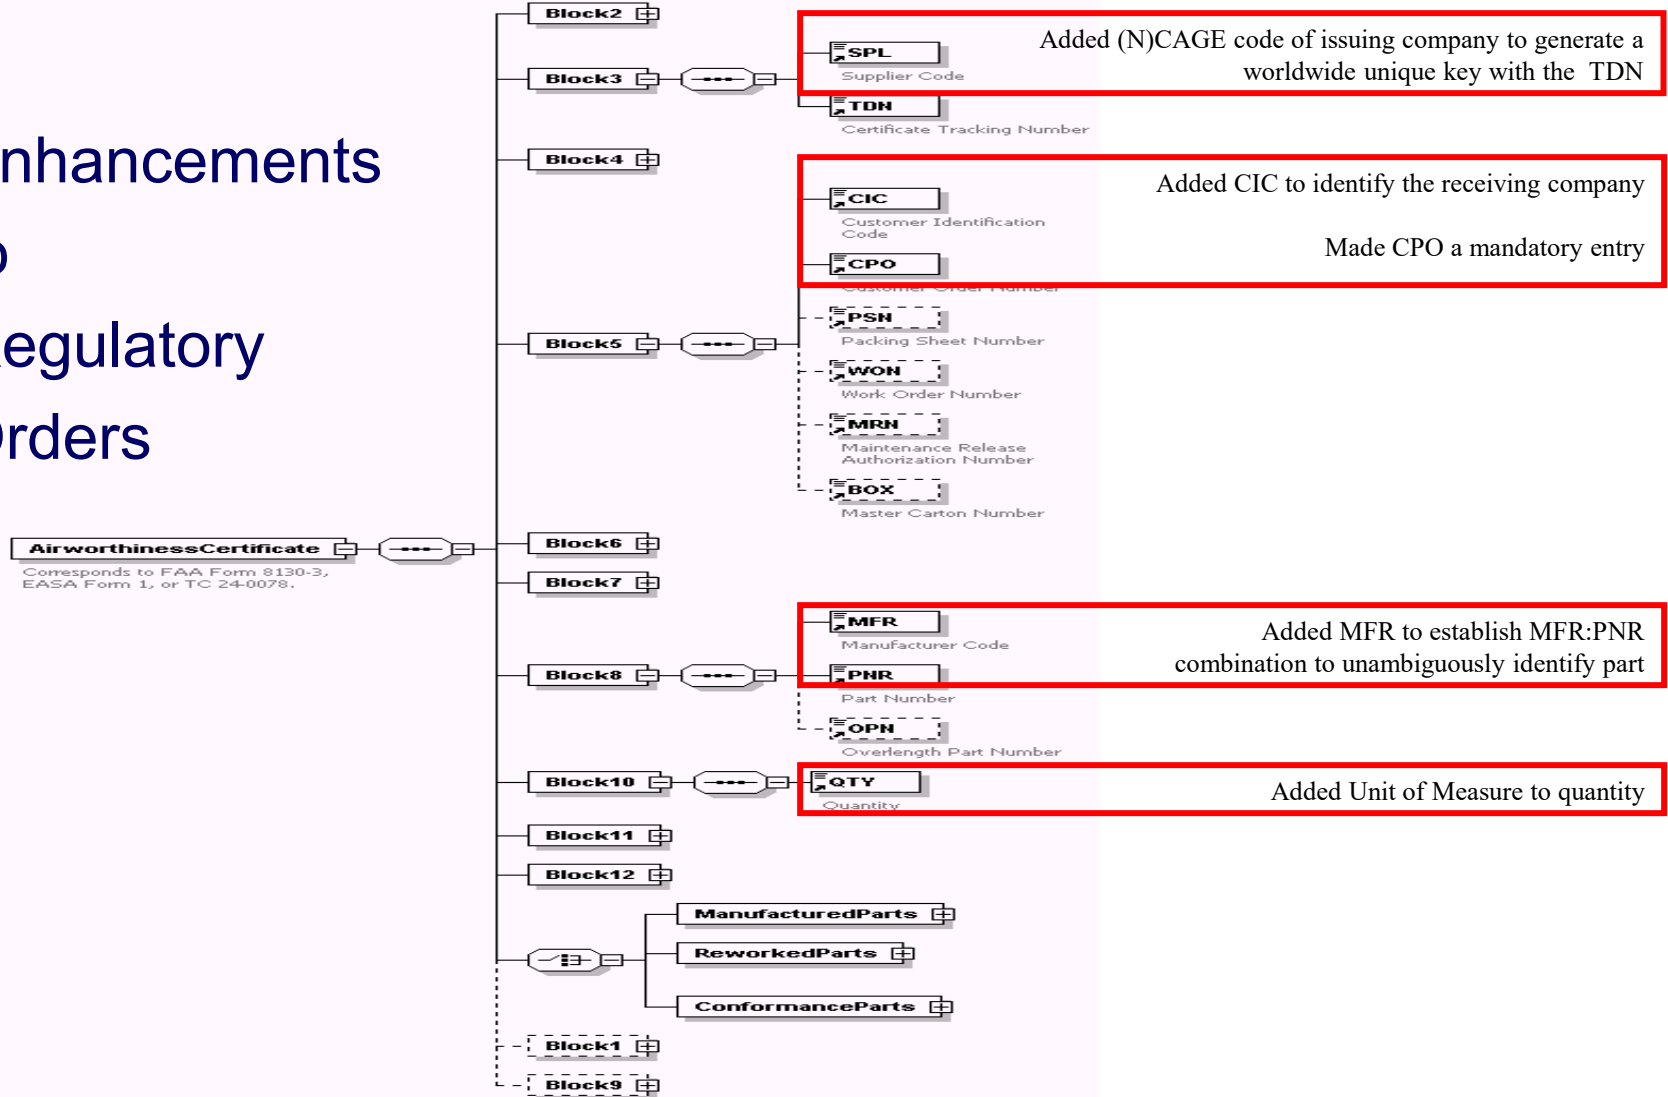 nhancements
o
egulatory
Orders
Block2
Block3
SPL
Supplier Code
TDN
Certificate Tracking Number
Added (N)CAGE code of issuing company to generate a
worldwide unique key with the TDN
Block4
CIC
Customer Identification
Code
CPO
Customer Order Number
Added CIC to identify the receiving company
Made CPO a mandatory entry
Block5
PSN
Packing Sheet Number
WON
Work Order Number
MRN
Maintenance Release
Authorization Number
BOX
Master Carton Number
AirworthinessCertificate
Corresponds to FAA Form 8130-3,
EASA Form 1, or TC 24-0078.
Block6
Block7
Block8
MFR
Manufacturer Code
PNR
Part Number
OPN
Overlength Part Number
Added MFR to establish MFR:PNR
combination to unambiguously identify part
Block10
QTY
Quantity
Added Unit of Measure to quantity
Block11
Block12
ManufacturedParts
ReworkedParts
ConformanceParts
Block1
Block9